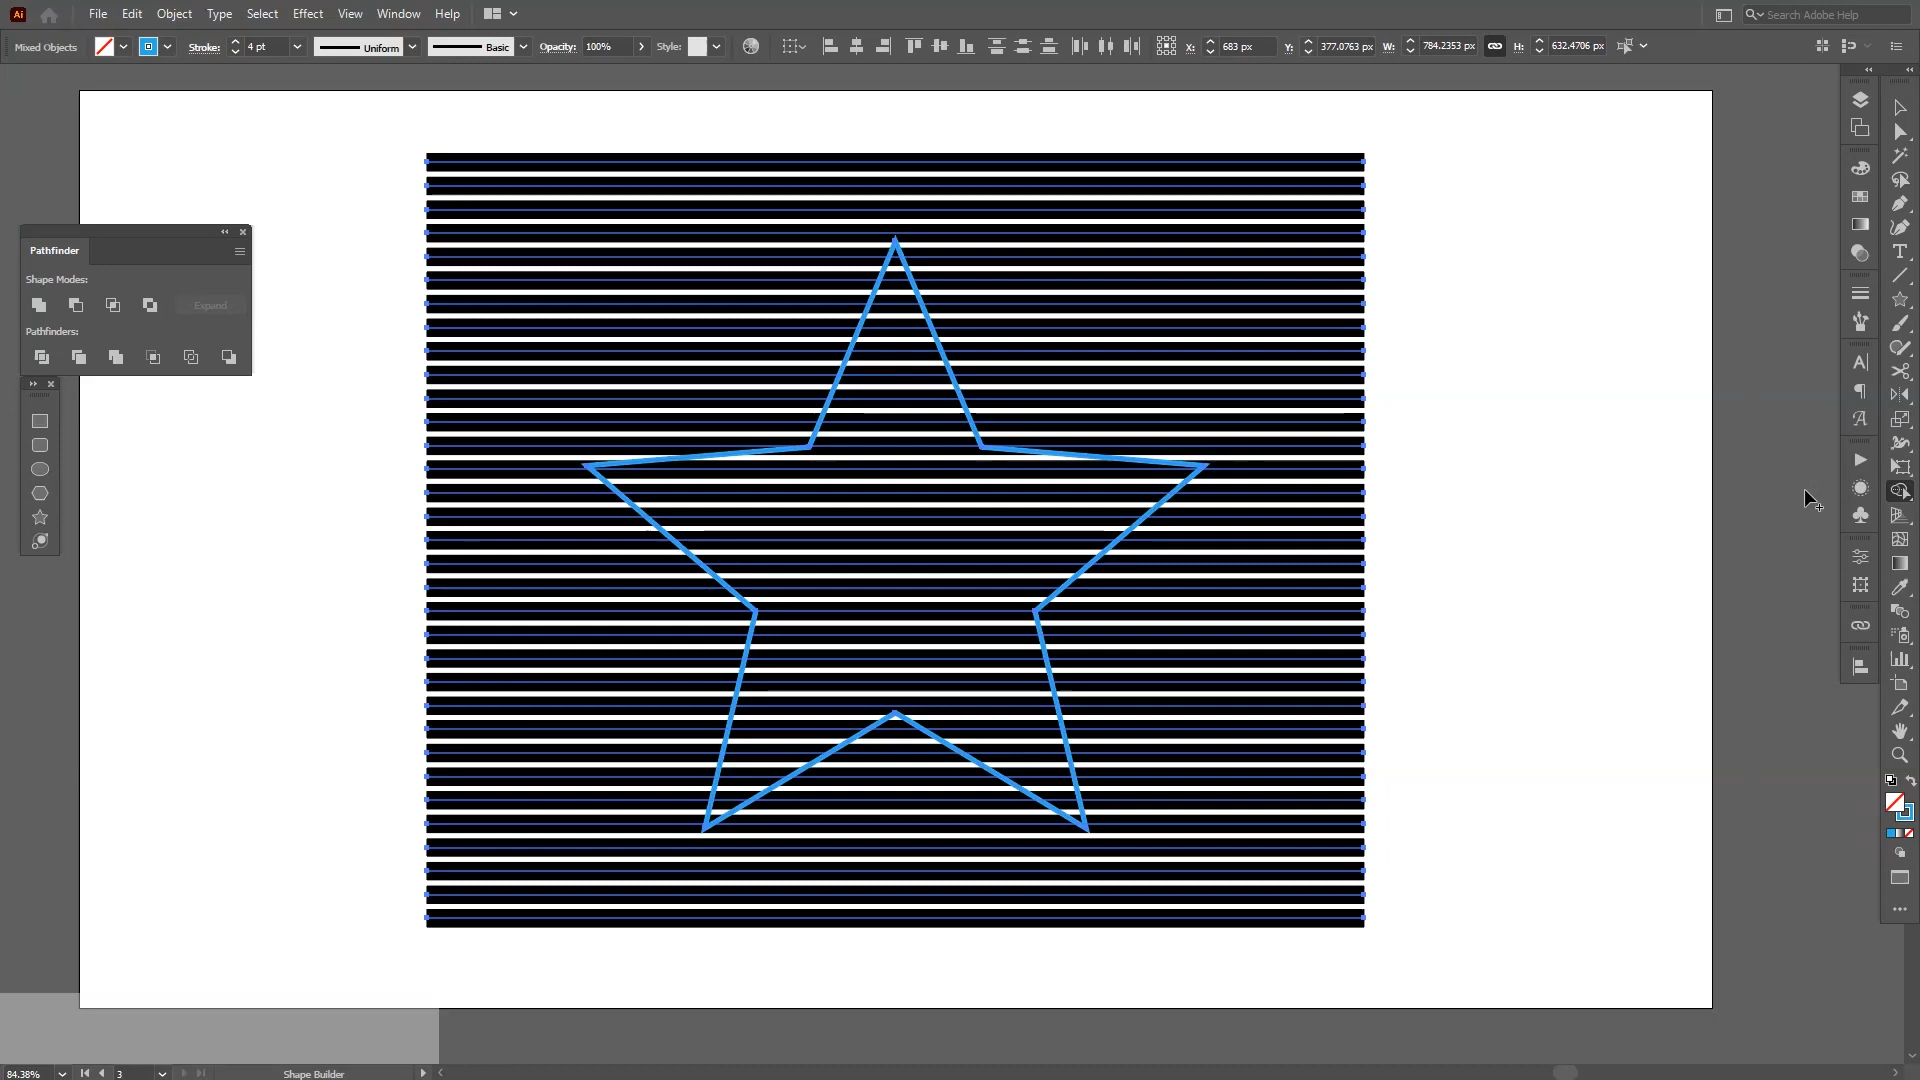 Ai File Edit Object Type Select Effect View Window Help Search Adobe Help
Mixed Objects Stroke: 4 pt Uniform Basic Opacity: 100% Style: X: 683 px Y: 377.0763 px W: 784.2353 px H: 632.4706 px
Pathfinder
Shape Modes:
Expand
Pathfinders:
84.38% 3 Shape Builder